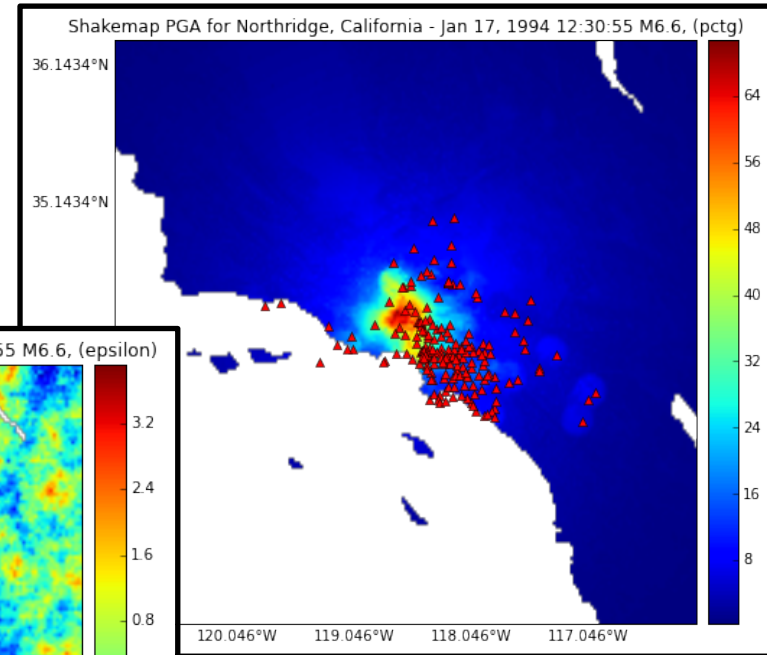 Shakemap PGA for Northridge, California - Jan 17, 1994 12:30:55 M6.6, (pctg)
36.1434°N
35.1434°N
64
56
48
40
32
24
16
8
120.046°W 119.046°W 118.046°W 117.046°W
55 M6.6, (epsilon)
3.2
2.4
1.6
0.8